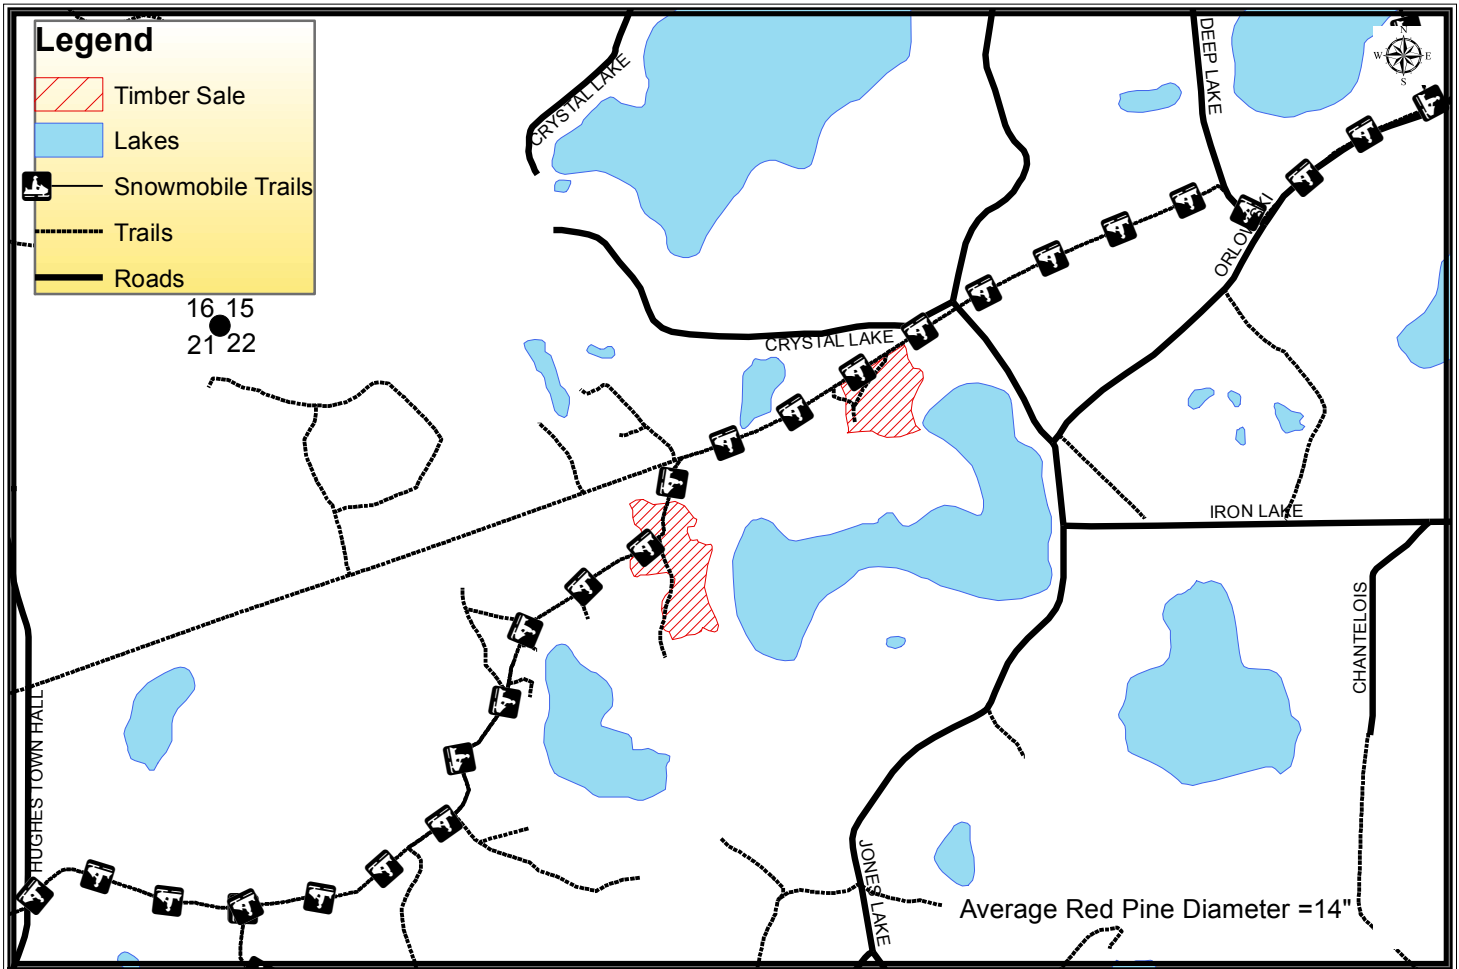 Legend
Timber Sale
Lakes
Snowmobile Trails
Trails
Roads
N
W E
S
CRYSTAL LAKE
DEEP LAKE
ORLOWSKI
16 15
21 22
CRYSTAL LAKE
IRON LAKE
CHANTELOIS
HUGHES TOWN HALL
JONES LAKE
Average Red Pine Diameter =14"